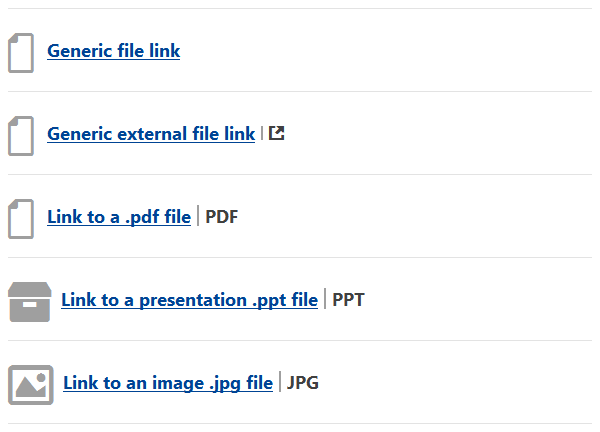 Generic file link
Generic external file link |
Link to a .pdf file | PDF
Link to a presentation .ppt file | PPT
Link to an image .jpg file | JPG